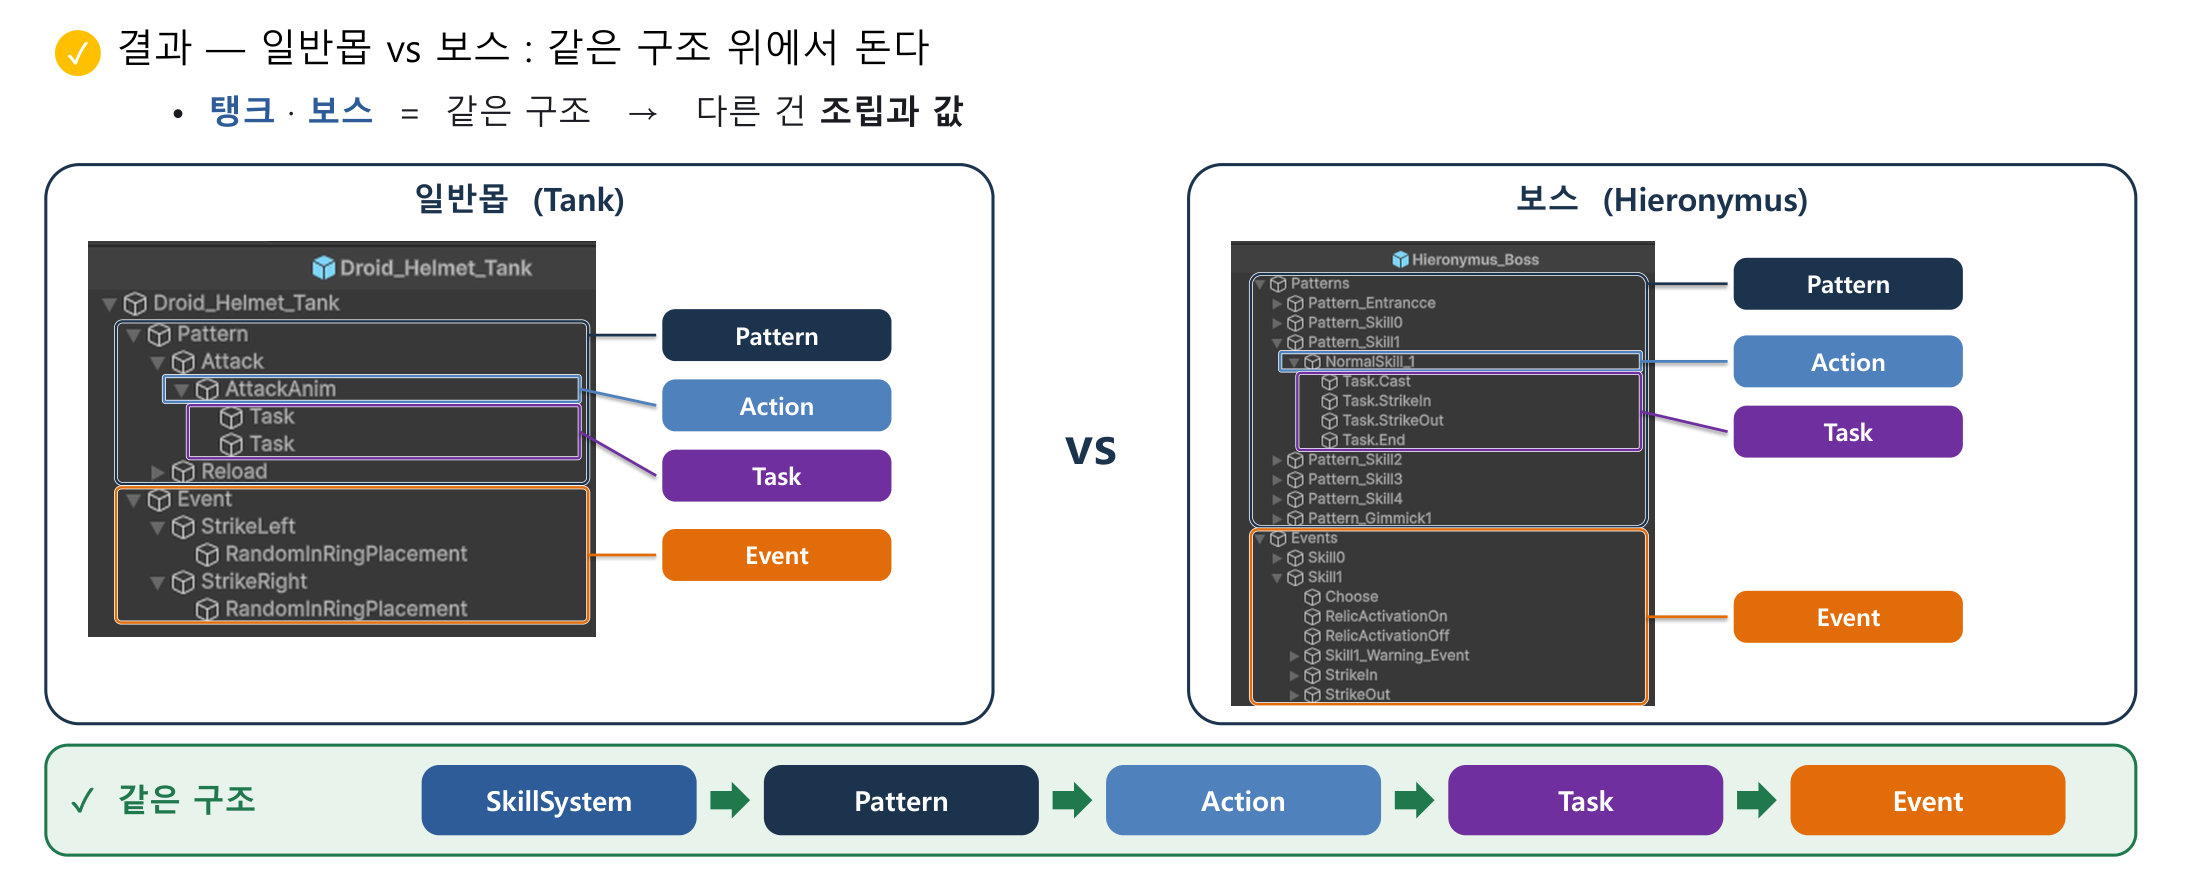 ✓ 결과 — 일반몹 vs 보스 : 같은 구조 위에서 돈다
• 탱크 · 보스 = 같은 구조 → 다른 건 조립과 값
일반몹 (Tank)
Droid_Helmet_Tank
Droid_Helmet_Tank
Pattern
Attack
AttackAnim
Task
Task
Reload
Event
StrikeLeft
RandomInRingPlacement
StrikeRight
RandomInRingPlacement
Pattern
Action
Task
Event
vs
보스 (Hieronymus)
Hieronymus_Boss
Patterns
Pattern_Entrancce
Pattern_Skill0
Pattern_Skill1
NormalSkill_1
Task.Cast
Task.StrikeIn
Task.StrikeOut
Task.End
Pattern_Skill2
Pattern_Skill3
Pattern_Skill4
Pattern_Gimmick1
Events
Skill0
Skill1
Choose
RelicActivationOn
RelicActivationOff
Skill1_Warning_Event
StrikeIn
StrikeOut
Pattern
Action
Task
Event
✓ 같은 구조
SkillSystem
Pattern
Action
Task
Event